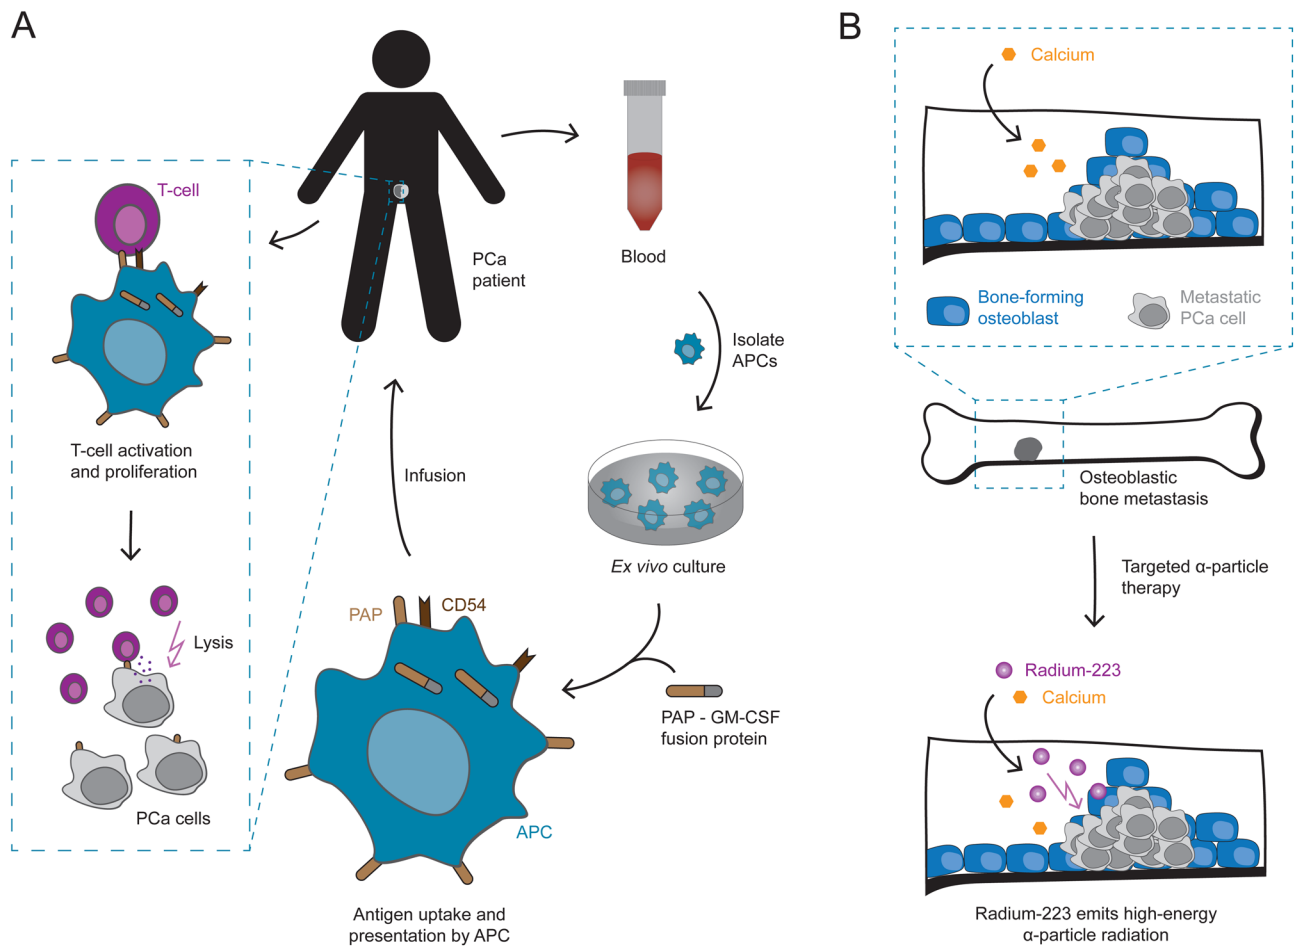 A
T-cell
T-cell activation
and proliferation
Lysis
PCa cells
PCa
patient
Blood
Isolate
APCs
Ex vivo culture
PAP - GM-CSF
fusion protein
Infusion
PAP
CD54
APC
Antigen uptake and
presentation by APC
B
Calcium
Bone-forming
osteoblast
Metastatic
PCa cell
Osteoblastic
bone metastasis
Targeted α-particle
therapy
Radium-223
Calcium
Radium-223 emits high-energy
α-particle radiation